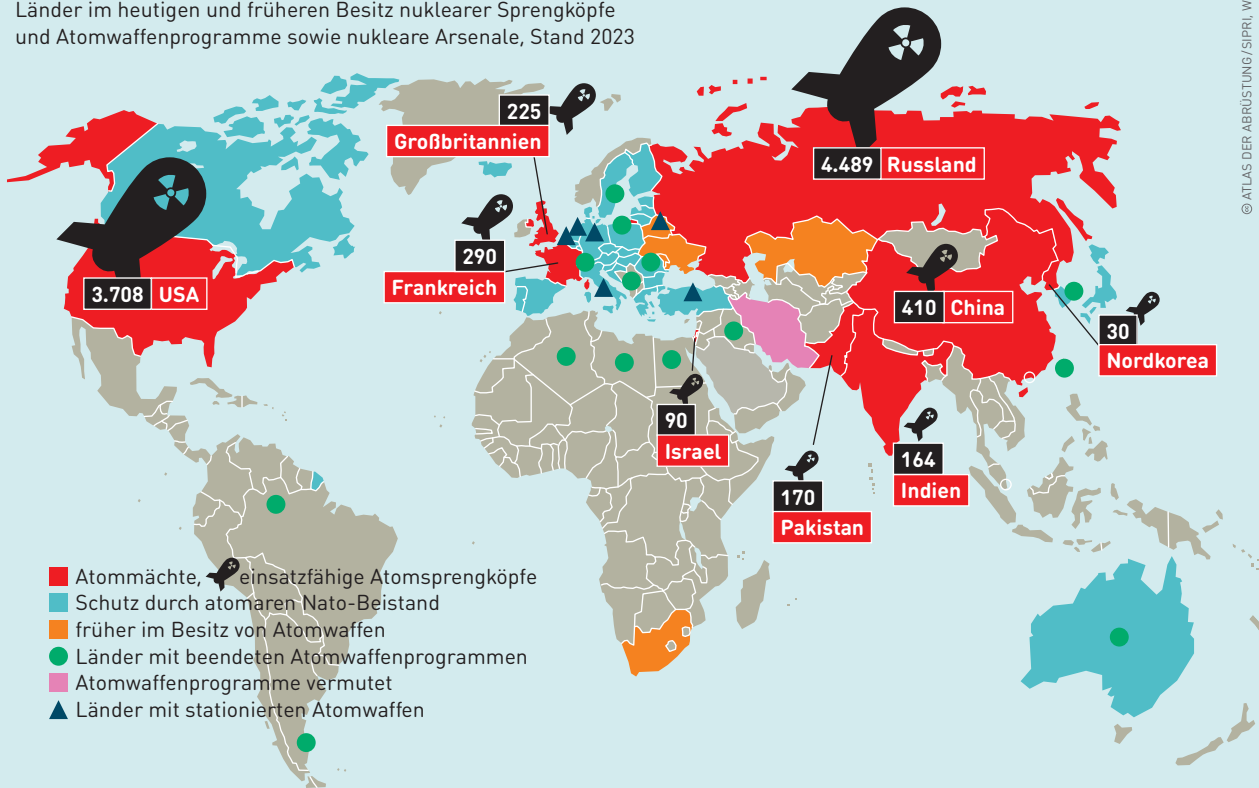 Länder im heutigen und früheren Besitz nuklearer Sprengköpfe
und Atomwaffenprogramme sowie nukleare Arsenale, Stand 2023
© ATLAS DER ABRÜSTUNG/SIPRI, W
225
Großbritannien
4.489 Russland
290
Frankreich
3.708 USA
410 China
30
Nordkorea
90
Israel
164
Indien
170
Pakistan
Atommächte, einsatzfähige Atomsprengköpfe
Schutz durch atomaren Nato-Beistand
früher im Besitz von Atomwaffen
Länder mit beendeten Atomwaffenprogrammen
Atomwaffenprogramme vermutet
Länder mit stationierten Atomwaffen